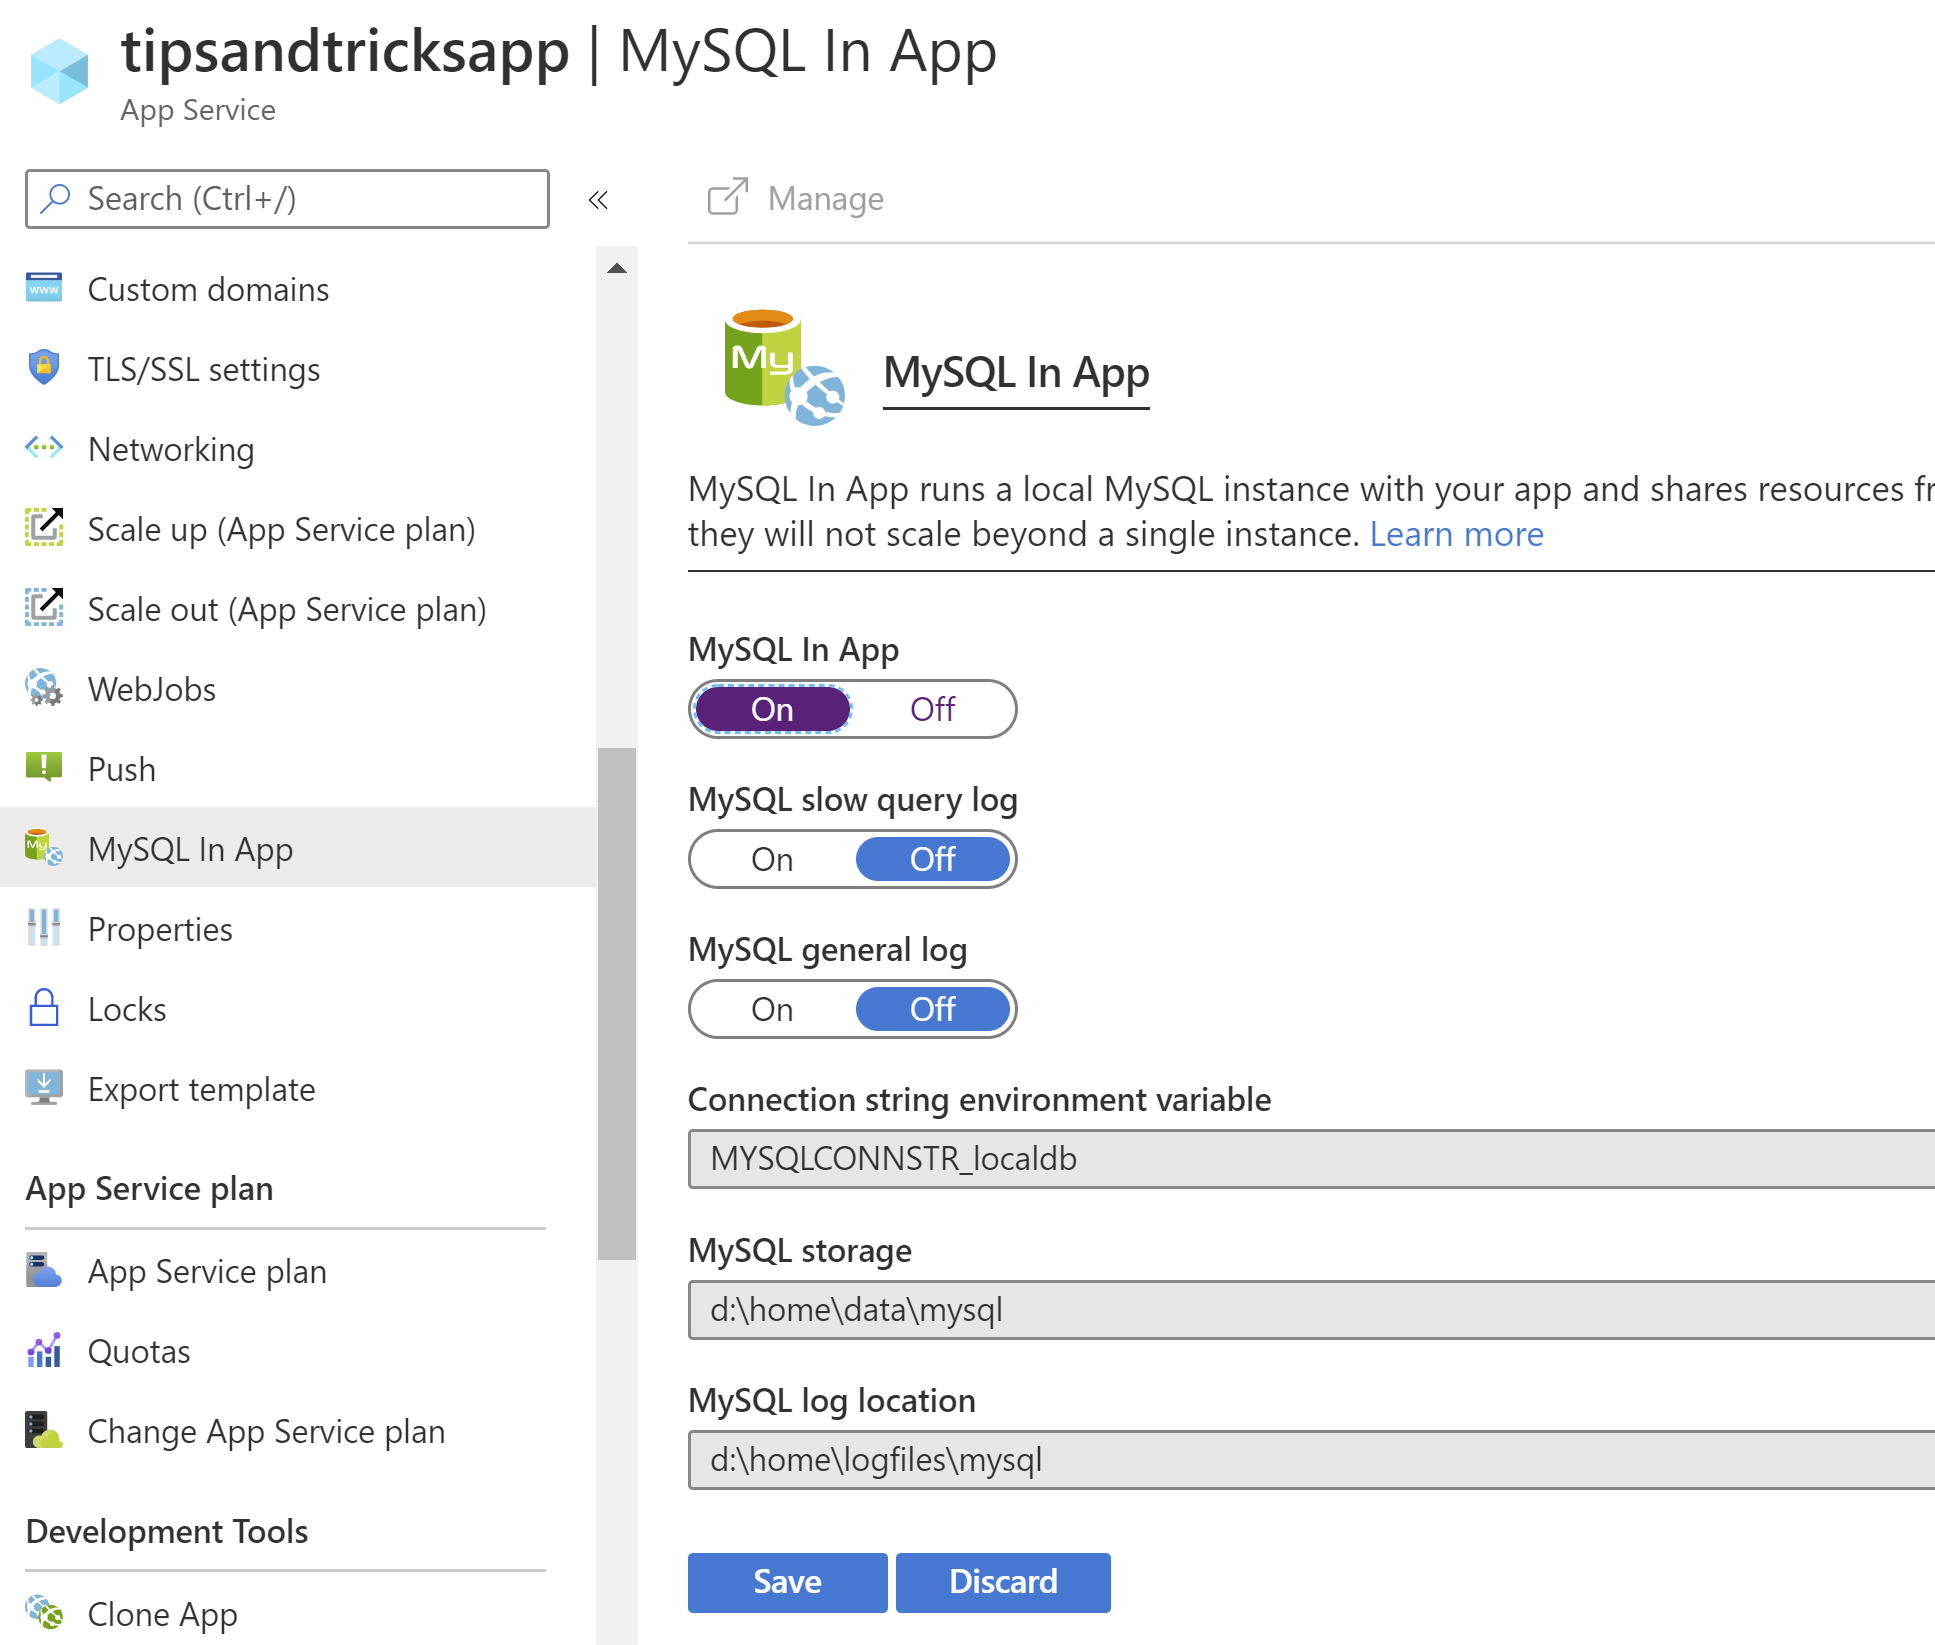 tipsandtricksapp | MySQL In App
App Service
Search (Ctrl+/)
«
Manage
Custom domains
TLS/SSL settings
Networking
Scale up (App Service plan)
Scale out (App Service plan)
WebJobs
Push
MySQL In App
Properties
Locks
Export template
App Service plan
App Service plan
Quotas
Change App Service plan
Development Tools
Clone App
My
MySQL In App
MySQL In App runs a local MySQL instance with your app and shares resources fr
they will not scale beyond a single instance. Learn more
MySQL In App
On Off
MySQL slow query log
On Off
MySQL general log
On Off
Connection string environment variable
MYSQLCONNSTR_localdb
MySQL storage
d:\home\data\mysql
MySQL log location
d:\home\logfiles\mysql
Save Discard